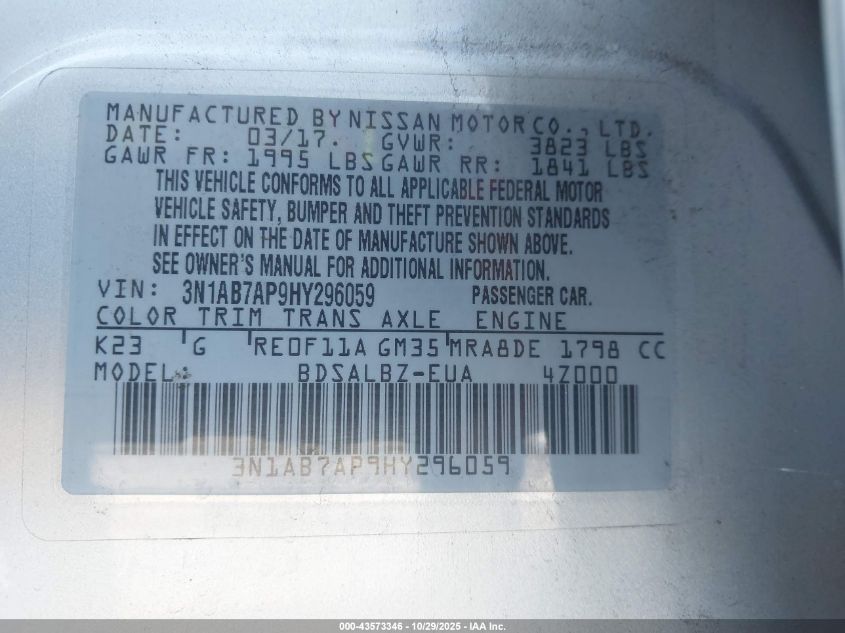 MANUFACTURED BY NISSAN MOTOR CO., LTD.
DATE: 03/17. GVWR: 3823 LBS
GAWR FR: 1995 LBS GAWR RR: 1841 LBS
THIS VEHICLE CONFORMS TO ALL APPLICABLE FEDERAL MOTOR
VEHICLE SAFETY, BUMPER AND THEFT PREVENTION STANDARDS
IN EFFECT ON THE DATE OF MANUFACTURE SHOWN ABOVE.
SEE OWNER'S MANUAL FOR ADDITIONAL INFORMATION.
VIN: 3N1AB7AP9HY296059 PASSENGER CAR.
COLOR TRIM TRANS AXLE ENGINE
K23 G RE0F11A GM35 MRA8DE 1798 CC
MODEL: BDSALBZ-EUA 4Z000
3N1AB7AP9HY296059
000-43573346 - 10/29/2025 - IAA Inc.